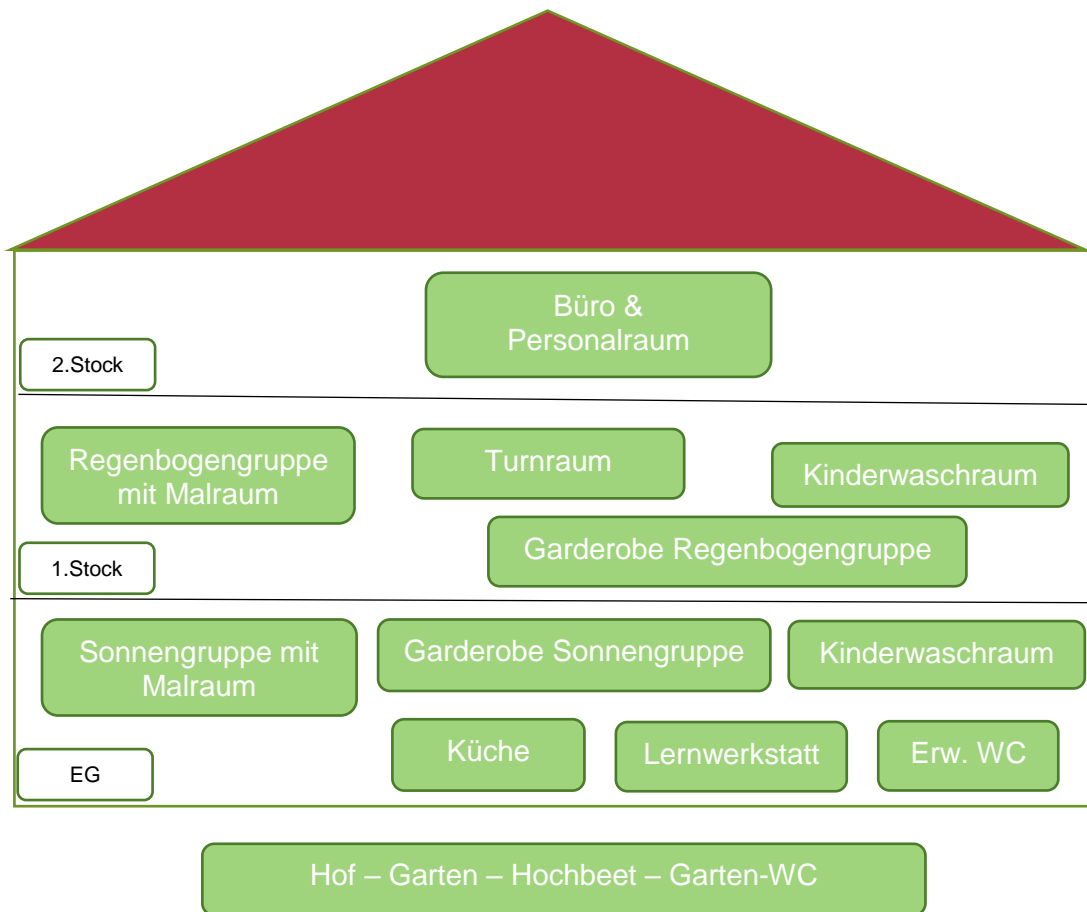 Büro &
Personalraum
2.Stock
Regenbogengruppe
mit Malraum
Turnraum
Kinderwaschraum
Garderobe Regenbogengruppe
1.Stock
Sonnengruppe mit
Malraum
Garderobe Sonnengruppe
Kinderwaschraum
Küche
Lernwerkstatt
Erw. WC
EG
Hof – Garten – Hochbeet – Garten-WC